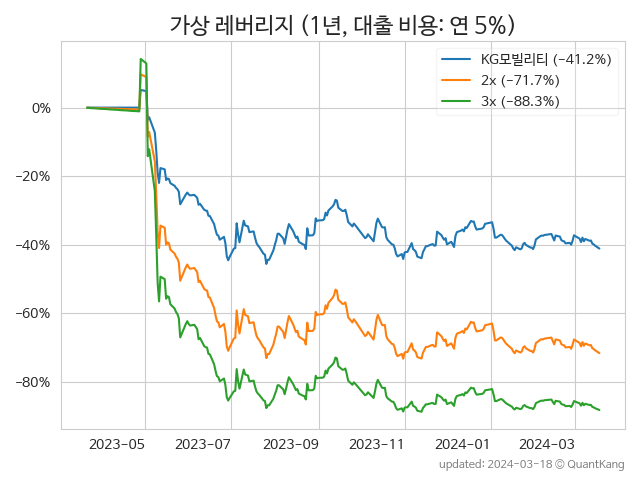 가상 레버리지 (1년, 대출 비용: 연 5%)
KG모빌리티 (−41.2%)
2x (−71.7%)
3x (−88.3%)
0%
−20%
−40%
−60%
−80%
2023−05 2023−07 2023−09 2023−11 2024−01 2024−03
updated: 2024-03-18 © QuantKang